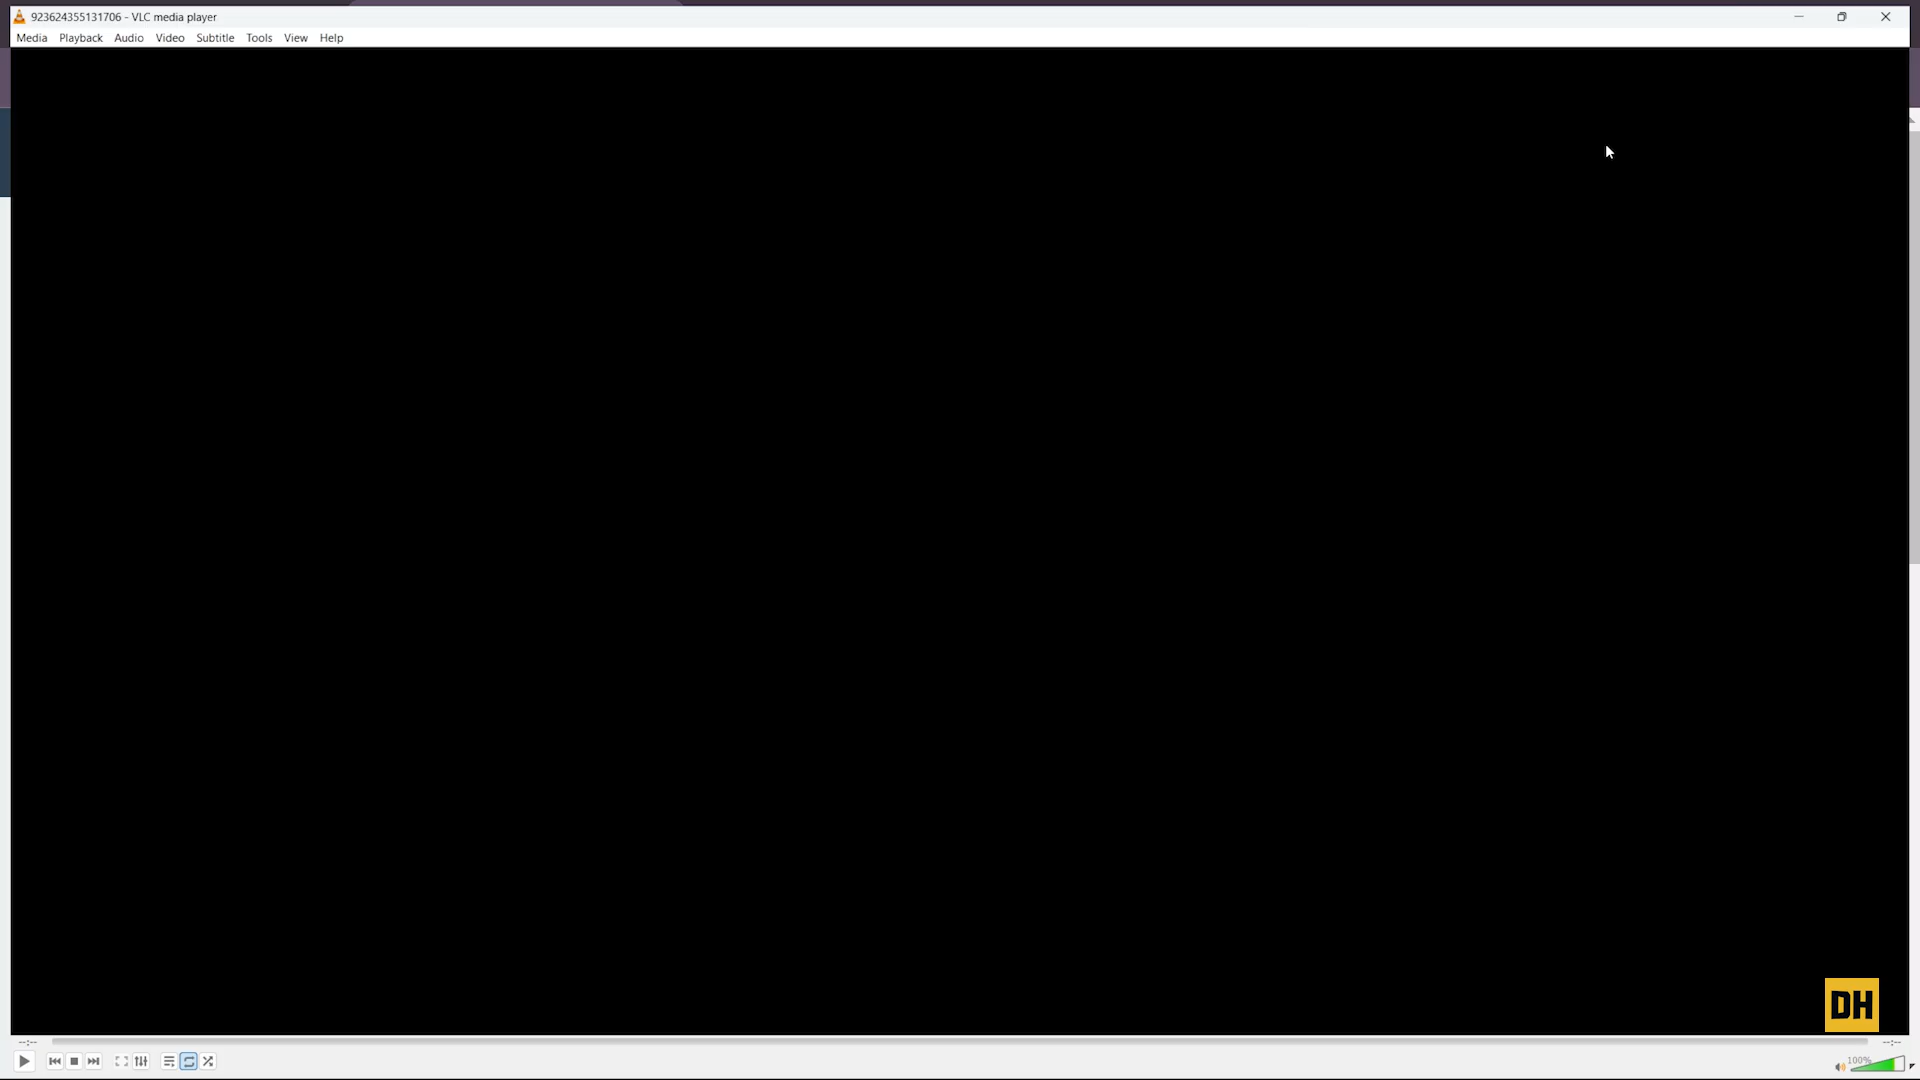 923624355131706 - VLC media player
Media Playback Audio Video Subtitle Tools View Help
DH
--:-- --:--
100%